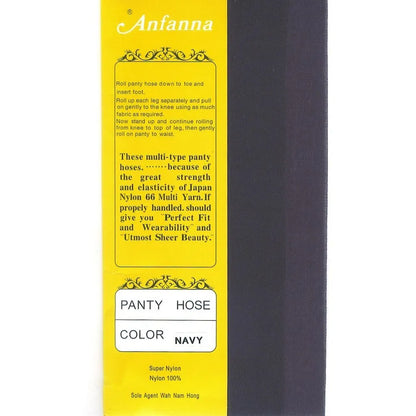 ® Anfanna
Roll panty hose down to toe and
insert foot.
Roll up each leg separately and pull
on gently to the knee using as much
fabric as required.
Now stand up and continue rolling
from knee to top of leg, then gently
roll on panty to waist.
These multi-type panty
hoses. ·······because of
the great strength
and elasticity of Japan
Nylon 66 Multi Yarn.If
propely handled. should
give you "Perfect Fit
and Wearability" and
"Utmost Sheer Beauty."
PANTY HOSE
COLOR NAVY
Super Nylon
Nylon 100%
Sole Agent Wah Nam Hong